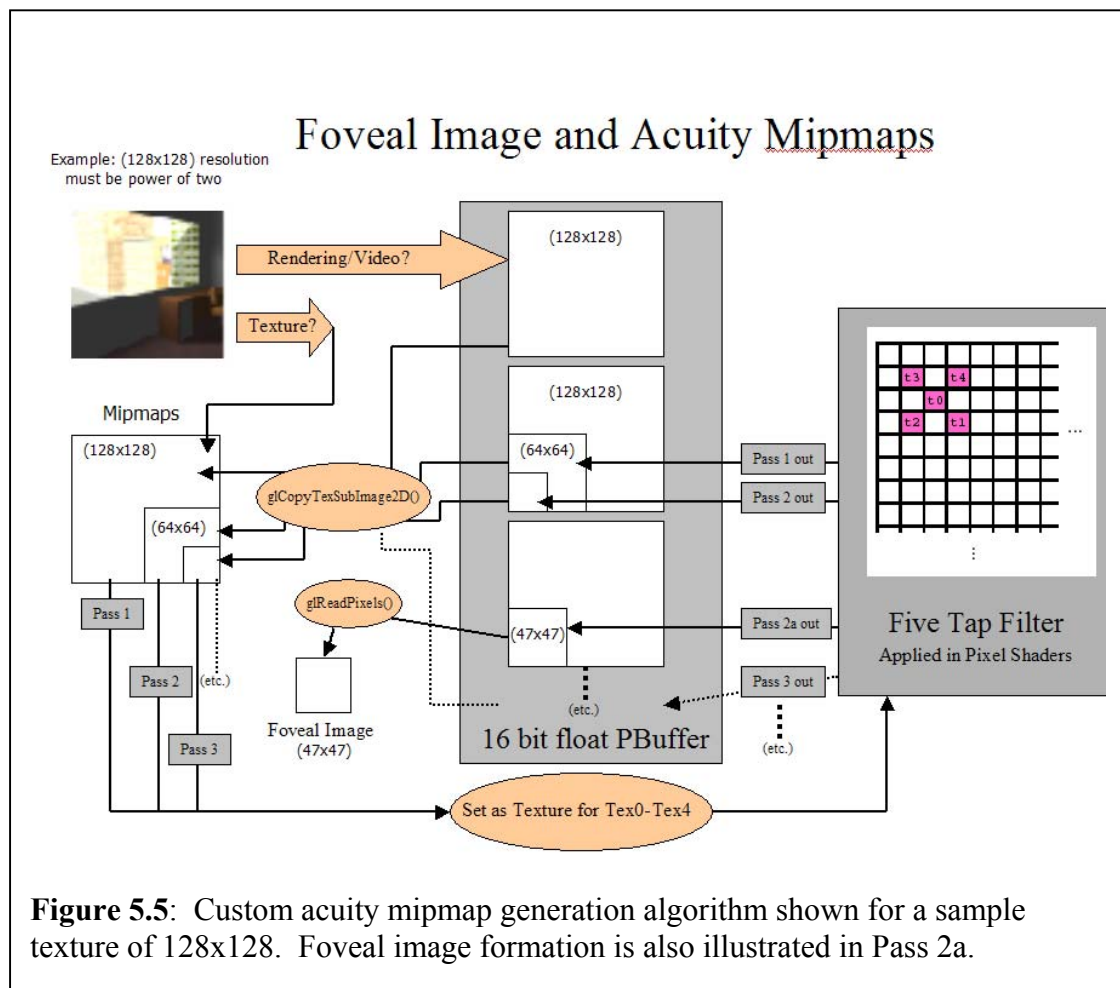 Foveal Image and Acuity Mipmaps
Example: (128x128) resolution
must be power of two
Rendering/Video?
Texture?
(128x128)
(128x128)
(64x64)
Mipmaps
(128x128)
(64x64)
glCopyTexSubImage2D()
Pass 1 out
Pass 2 out
t3
t4
t0
t2
t1
...
...
Five Tap Filter
Applied in Pixel Shaders
Pass 1
Pass 2
Pass 3
(etc.)
glReadPixels()
(47x47)
Pass 2a out
Pass 3 out
(etc.)
(etc.)
Foveal Image
(47x47)
16 bit float PBuffer
Set as Texture for Tex0-Tex4
Figure 5.5: Custom acuity mipmap generation algorithm shown for a sample
texture of 128x128. Foveal image formation is also illustrated in Pass 2a.